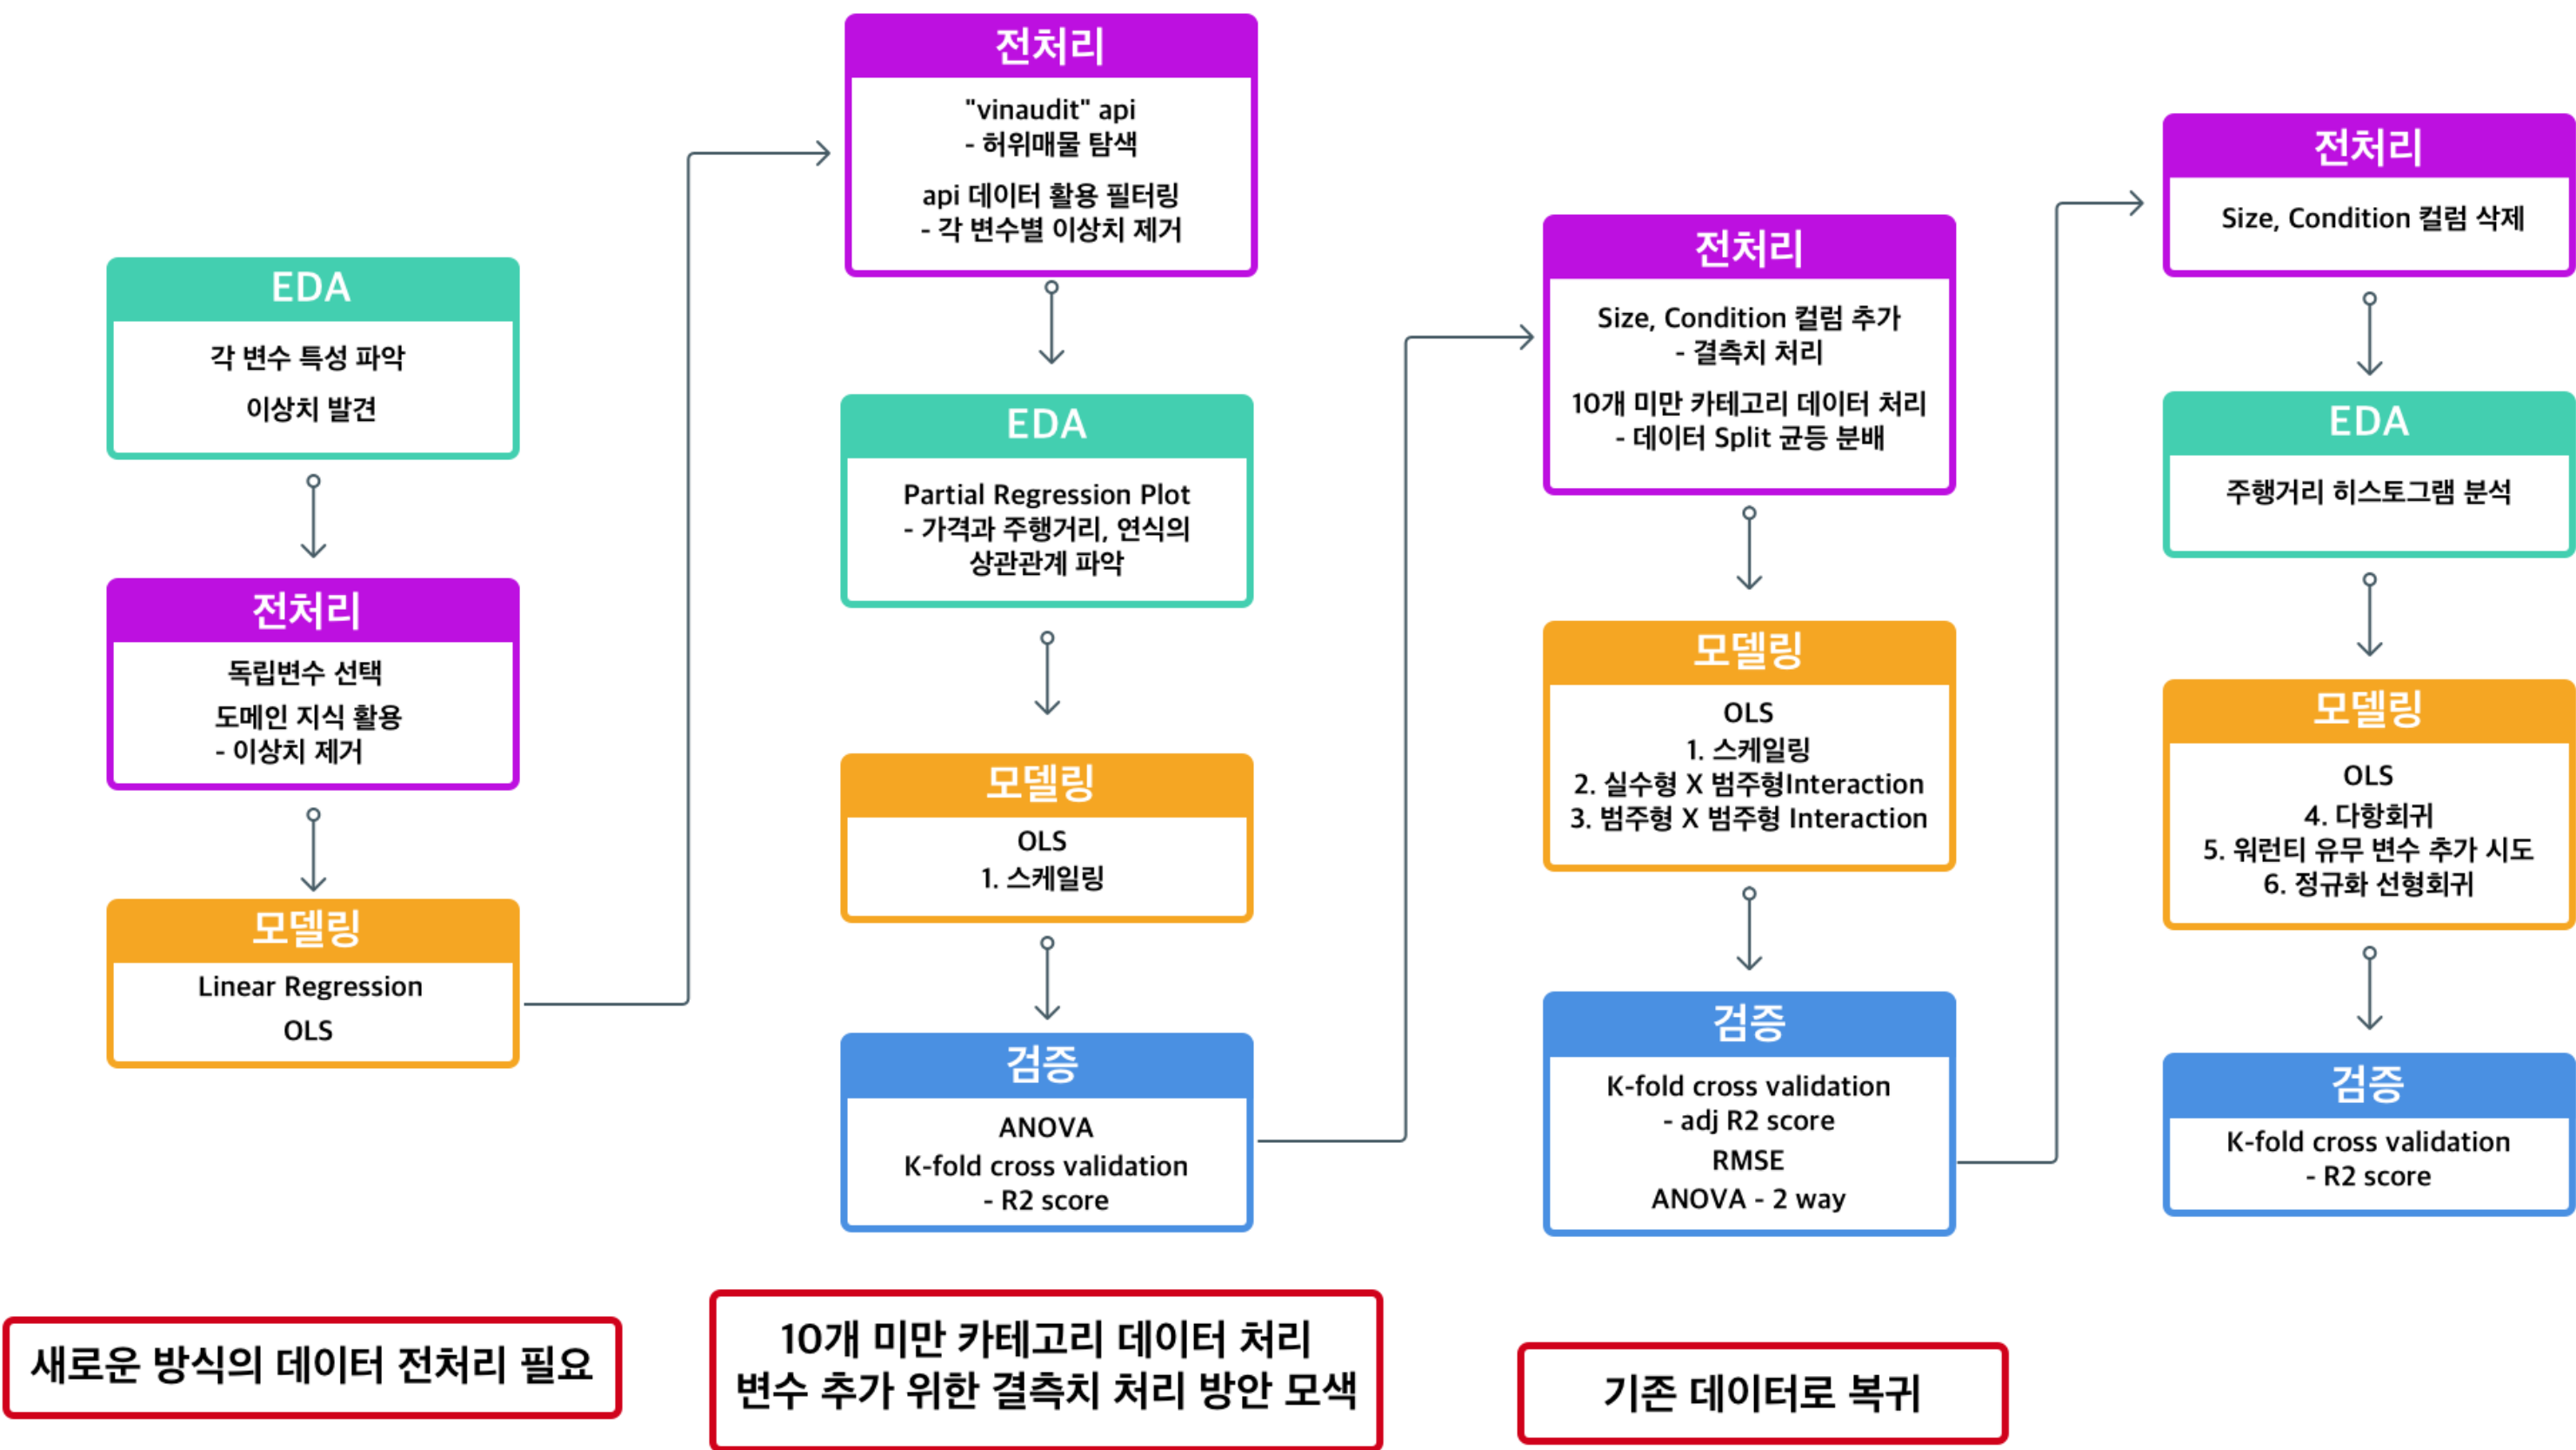 EDA
각 변수 특성 파악
이상치 발견
전처리
독립변수 선택
도메인 지식 활용
- 이상치 제거
모델링
Linear Regression
OLS
새로운 방식의 데이터 전처리 필요
전처리
"vinaudit" api
- 허위매물 탐색
api 데이터 활용 필터링
- 각 변수별 이상치 제거
EDA
Partial Regression Plot
- 가격과 주행거리, 연식의
상관관계 파악
모델링
OLS
1. 스케일링
검증
ANOVA
K-fold cross validation
- R2 score
10개 미만 카테고리 데이터 처리
변수 추가 위한 결측치 처리 방안 모색
전처리
Size, Condition 컬럼 추가
- 결측치 처리
10개 미만 카테고리 데이터 처리
- 데이터 Split 균등 분배
모델링
OLS
1. 스케일링
2. 실수형 X 범주형Interaction
3. 범주형 X 범주형 Interaction
검증
K-fold cross validation
- adj R2 score
RMSE
ANOVA - 2 way
기존 데이터로 복귀
전처리
Size, Condition 컬럼 삭제
EDA
주행거리 히스토그램 분석
모델링
OLS
4. 다항회귀
5. 워런티 유무 변수 추가 시도
6. 정규화 선형회귀
검증
K-fold cross validation
- R2 score